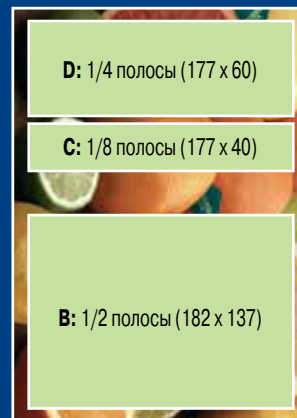 D: 1/4 полосы (177 x 60)
C: 1/8 полосы (177 x 40)
B: 1/2 полосы (182 x 137)